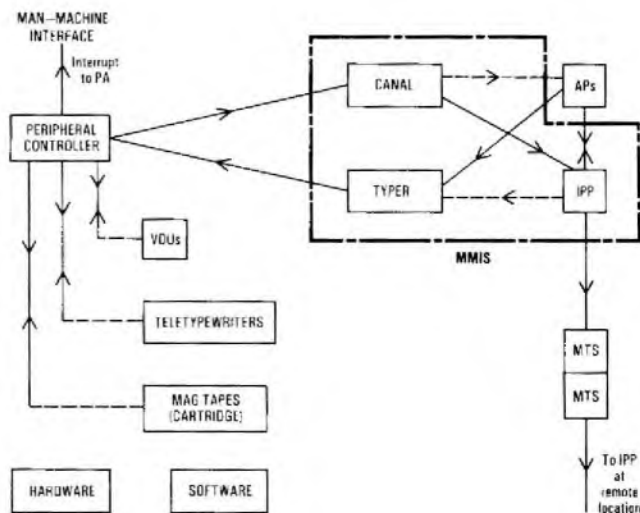 MAN—MACHINE
INTERFACE
Interrupt
to PA
PERIPHERAL
CONTROLLER
CANAL
APs
TYPER
IPP
MMIS
VDUs
TELETYPEWRITERS
MAG TAPES
(CARTRIDGE)
MTS
MTS
HARDWARE
SOFTWARE
To IPP
at
remote
location